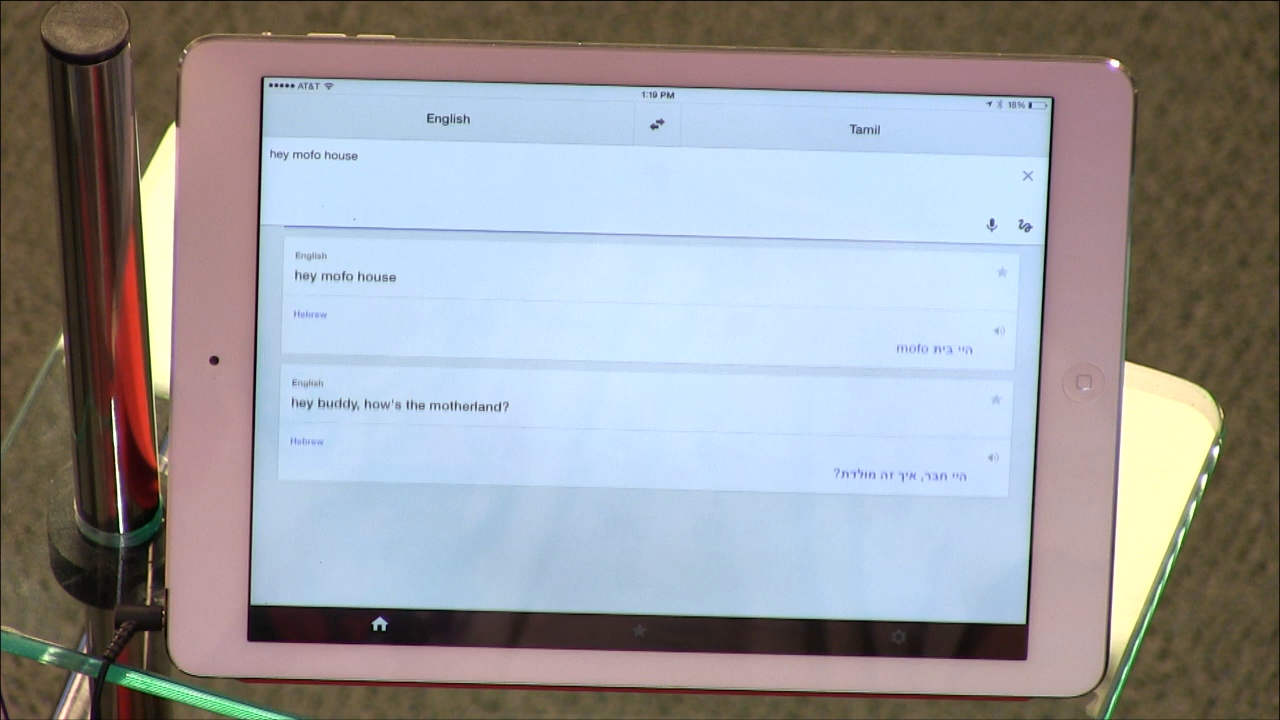 AT&T
1:19 PM
18%
English
Tamil
hey mofo house
English
hey mofo house
Hebrew
היי בית mofo
English
hey buddy, how's the motherland?
Hebrew
היי חבר, איך זה מולדת?